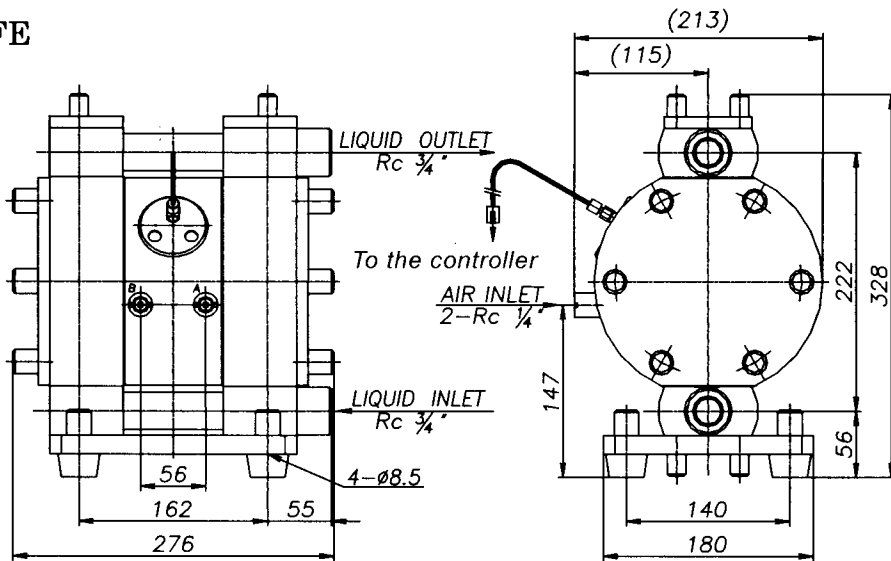 FE
(213)
(115)
LIQUID OUTLET
Rc 3/4"
To the controller
AIR INLET
2-Rc 1/4"
B
A
222
328
147
LIQUID INLET
Rc 3/4"
56
56
4-ø8.5
162
55
140
276
180